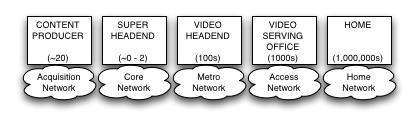 CONTENT
PRODUCER
(~20)
SUPER
HEADEND
(~0 - 2)
VIDEO
HEADEND
(100s)
VIDEO
SERVING
OFFICE
(1000s)
HOME
(1,000,000s)
Acquisition
Network
Core
Network
Metro
Network
Access
Network
Home
Network